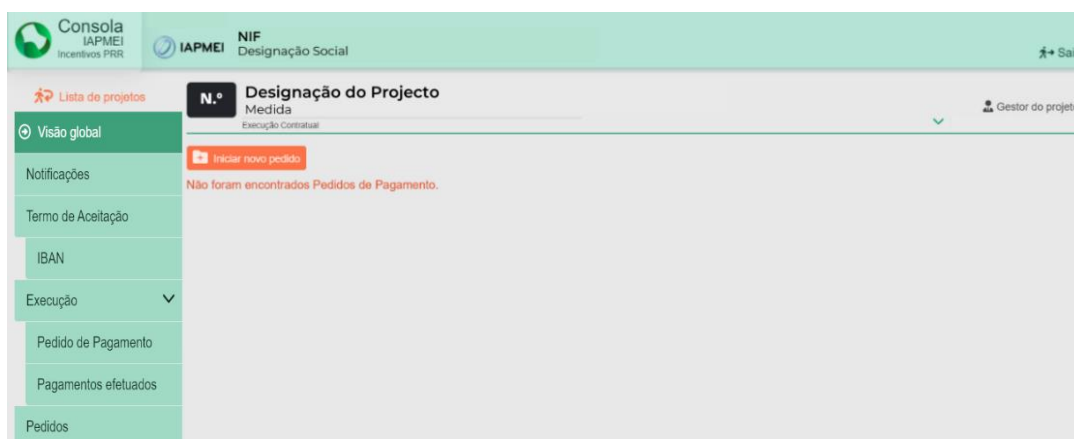 Consola
IAPMEI
Incentivos PRR
IAPMEI
NIF
Designação Social
Sai
Lista de projetos
N.º
Designação do Projecto
Medida
Execução Contratual
Gestor do projet
Visão global
Iniciar novo pedido
Não foram encontrados Pedidos de Pagamento.
Notificações
Termo de Aceitação
IBAN
Execução
Pedido de Pagamento
Pagamentos efetuados
Pedidos